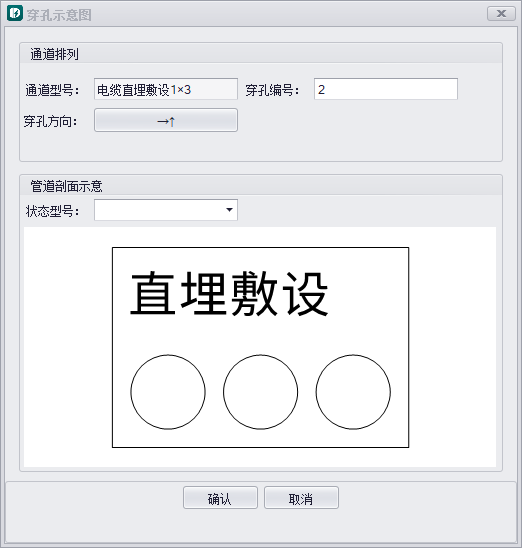 穿孔示意图
通道排列
通道型号： 电缆直埋敷设1×3 穿孔编号： 2
穿孔方向： →↑
管道剖面示意
状态型号：
直埋敷设
确认 取消